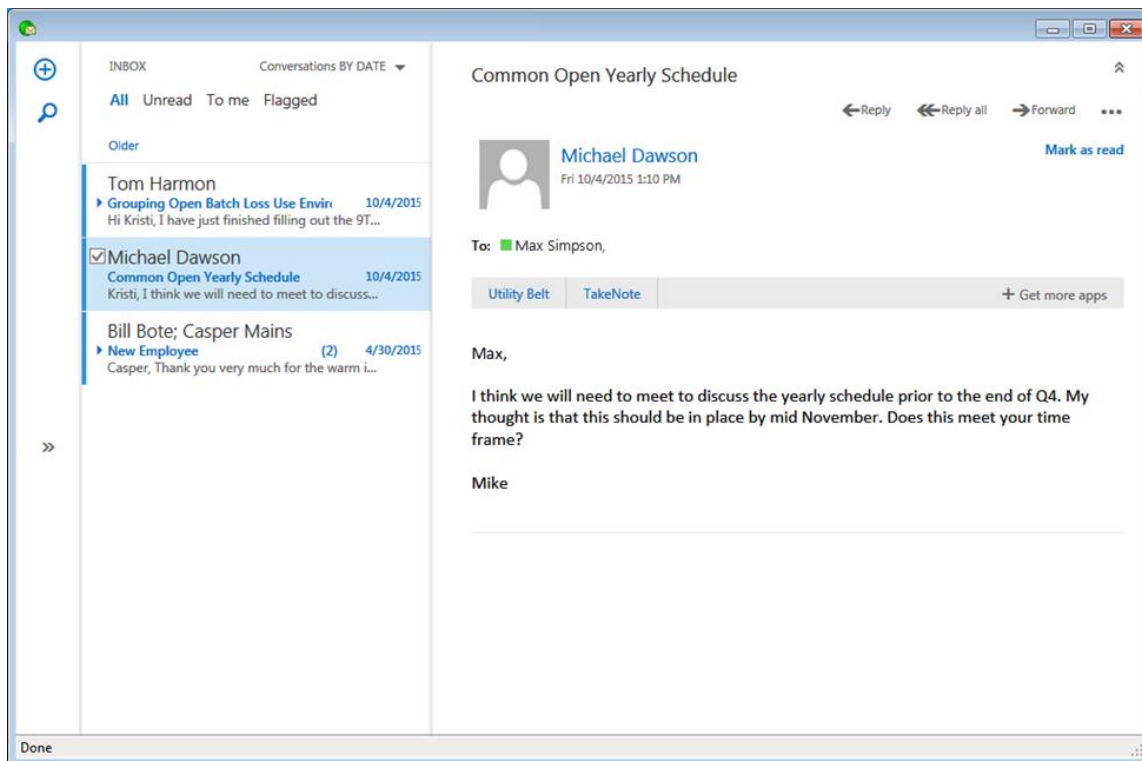 INBOX
Conversations BY DATE
All Unread To me Flagged
Older
Tom Harmon
Grouping Open Batch Loss Use Envir 10/4/2015
Hi Kristi, I have just finished filling out the 9T...
Michael Dawson
Common Open Yearly Schedule 10/4/2015
Kristi, I think we will need to meet to discuss...
Bill Bote; Casper Mains
New Employee (2) 4/30/2015
Casper, Thank you very much for the warm i...
Common Open Yearly Schedule
Reply Reply all Forward
Michael Dawson
Mark as read
Fri 10/4/2015 1:10 PM
To: Max Simpson,
Utility Belt TakeNote + Get more apps
Max,
I think we will need to meet to discuss the yearly schedule prior to the end of Q4. My
thought is that this should be in place by mid November. Does this meet your time
frame?
Mike
Done